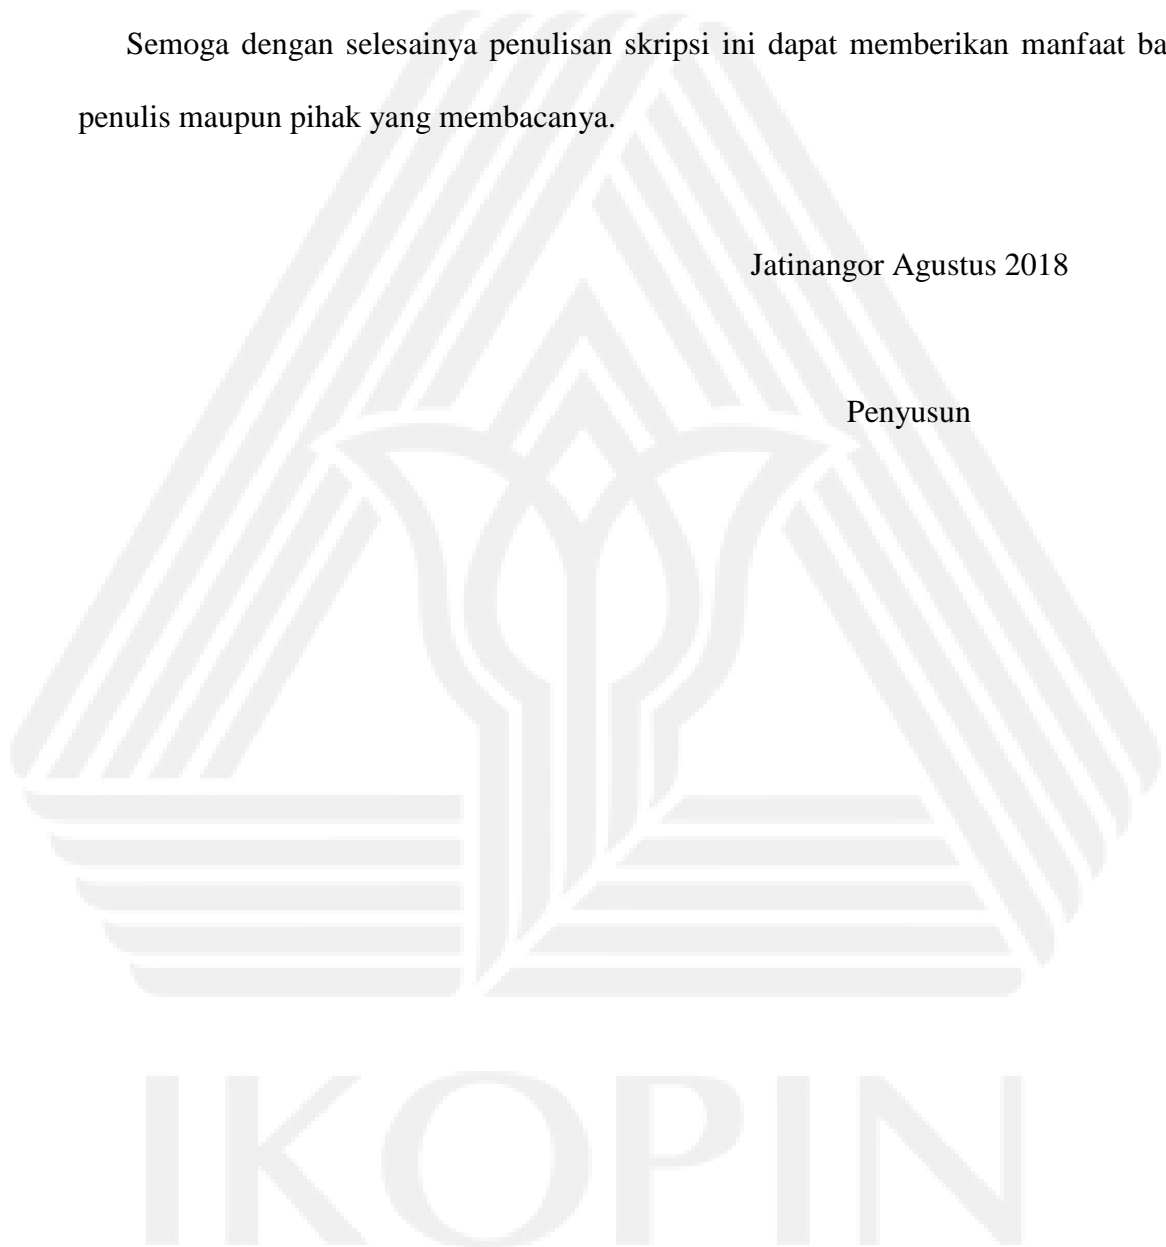 Semoga dengan selesainya penulisan skripsi ini dapat memberikan manfaat ba
penulis maupun pihak yang membacanya.
Jatinangor Agustus 2018
Penyusun
IKOPIN